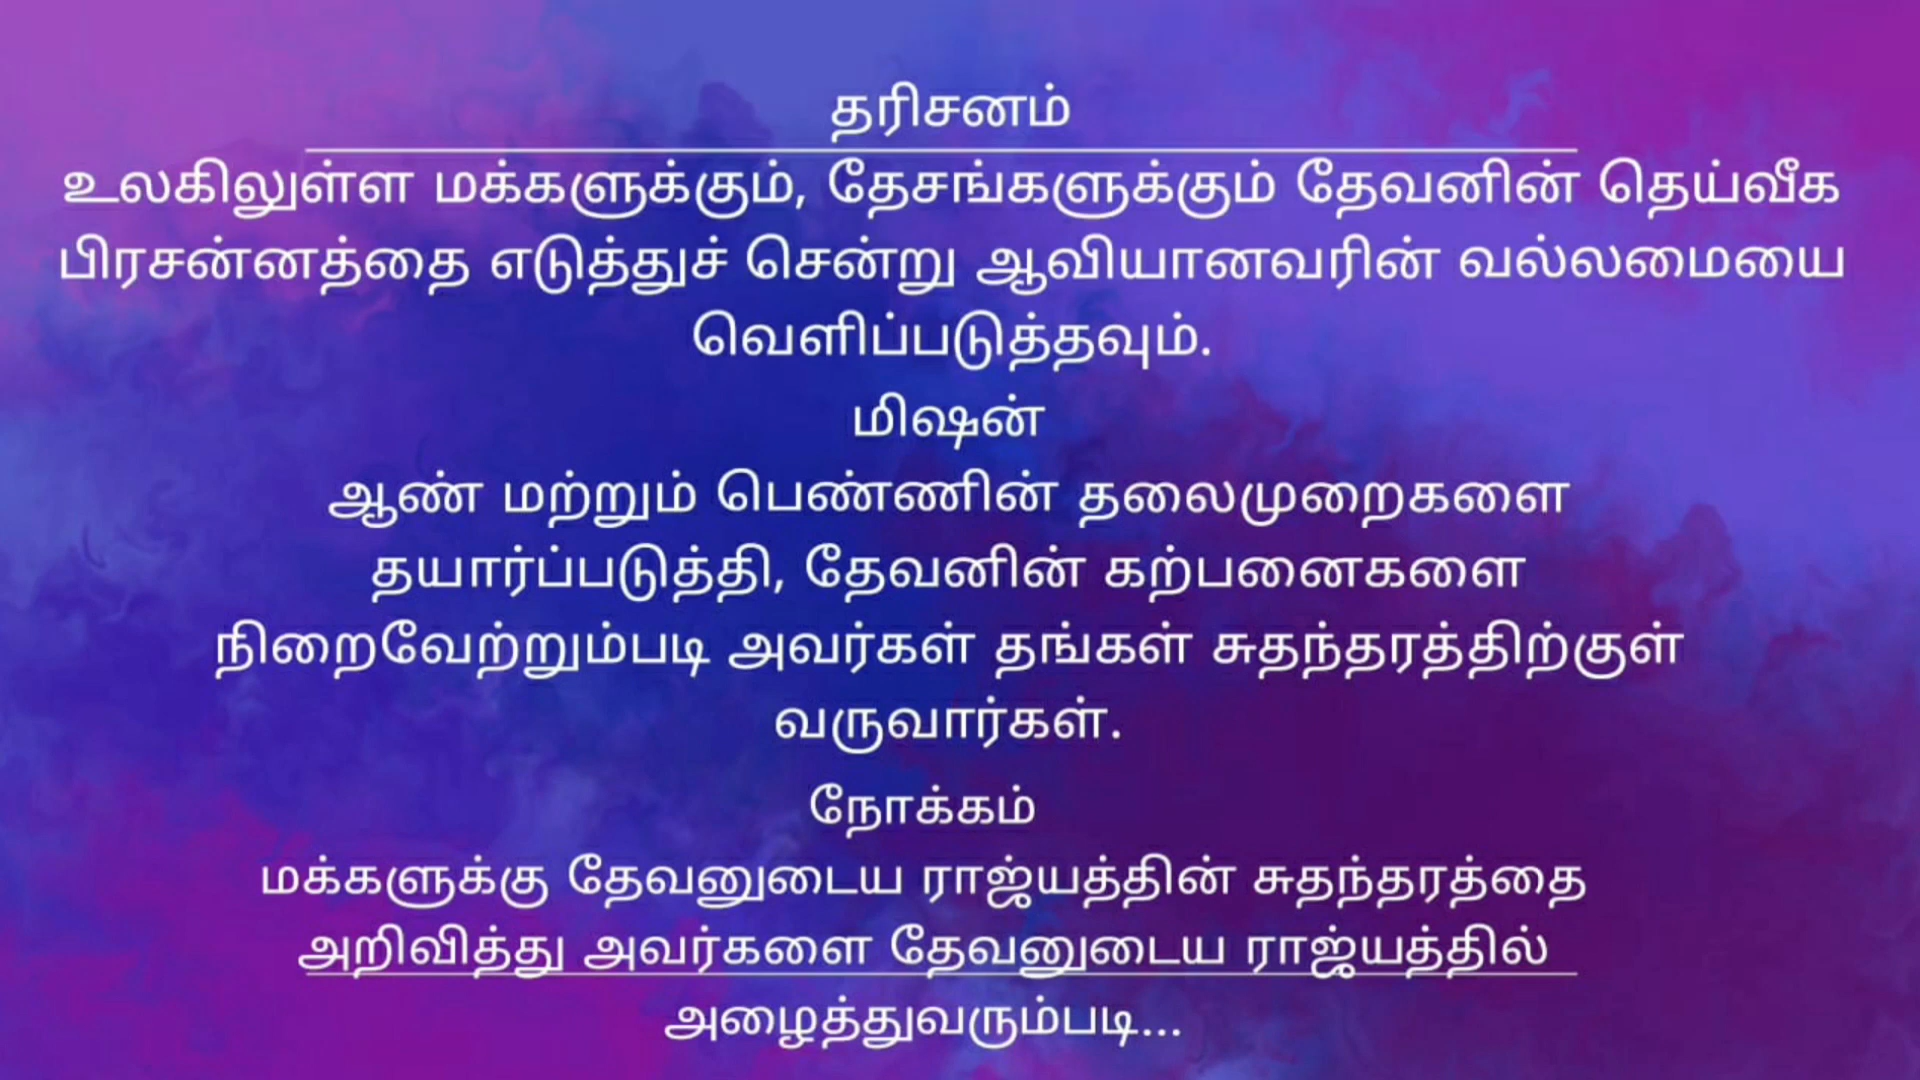 தரிசனம்
உலகிலுள்ள மக்களுக்கும், தேசங்களுக்கும் தேவனின் தெய்வீக
பிரசன்னத்தை எடுத்துச் சென்று ஆவியானவரின் வல்லமையை
வெளிப்படுத்தவும்.
மிஷன்
ஆண் மற்றும் பெண்ணின் தலைமுறைகளை
தயார்ப்படுத்தி, தேவனின் கற்பனைகளை
நிறைவேற்றும்படி அவர்கள் தங்கள் சுதந்தரத்திற்குள்
வருவார்கள்.
நோக்கம்
மக்களுக்கு தேவனுடைய ராஜ்யத்தின் சுதந்தரத்தை
அறிவித்து அவர்களை தேவனுடைய ராஜ்யத்தில்
அழைத்துவரும்படி...